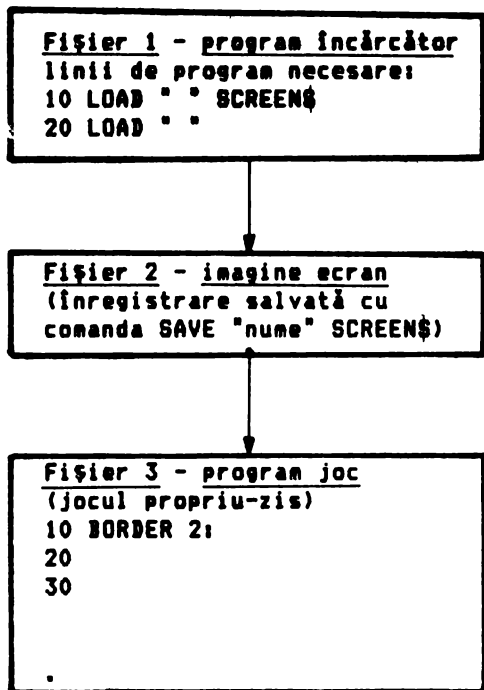 Fişier 1 - program încărcător
linii de program necesare:
10 LOAD " " SCREEN$
20 LOAD " "
Fişier 2 - imagine ecran
(înregistrare salvată cu
comanda SAVE "nume" SCREEN$)
Fişier 3 - program joc
(jocul propriu-zis)
10 BORDER 2:
20
30
.